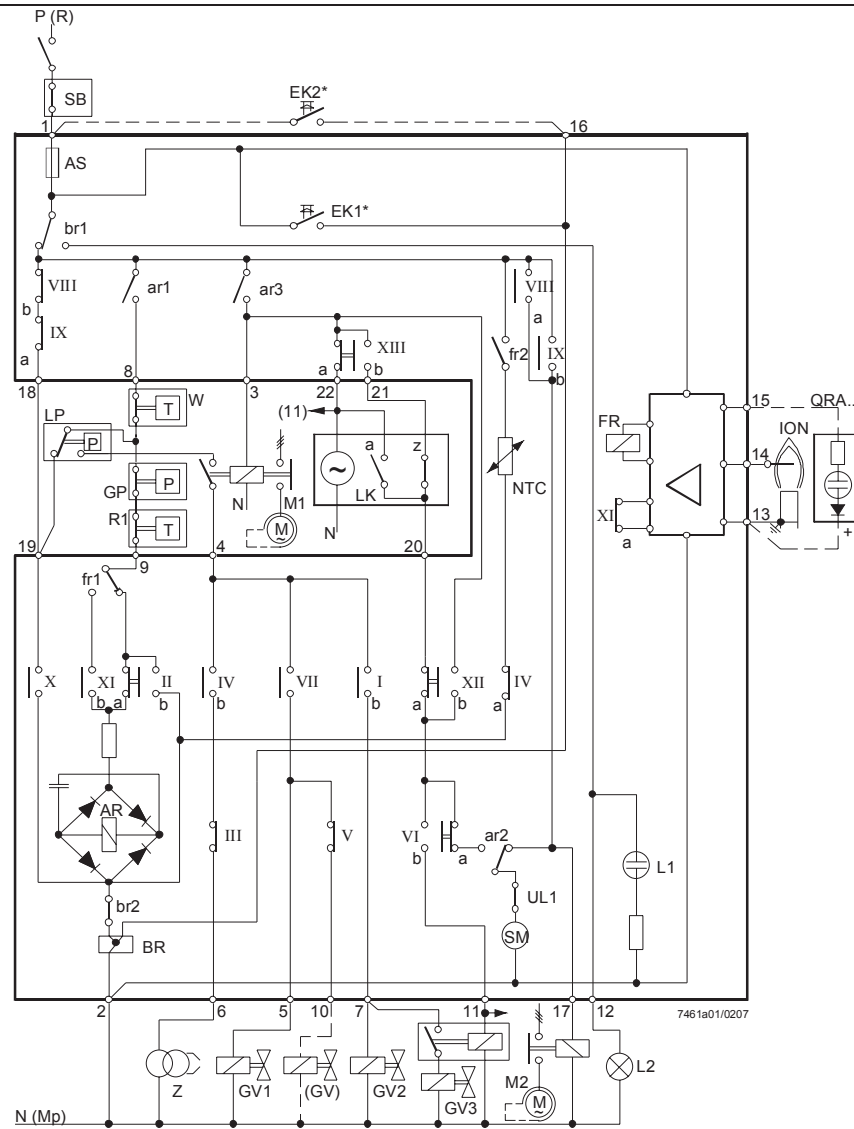 P (R)
SB
EK2*
1
16
AS
EK1*
br1
VIII
ar1
ar3
VIII
b
a
IX
XIII
fr2
IX
a
a
b
b
18
8
3
22
21
15
QRA..
W
T
(11)
FR
ION
LP
P
a
z
14
~
NTC
GP
P
LK
XI
R1
T
N
M1
M
~
N
a
13
+
19
9
4
20
fr1
X
XI
II
IV
VII
I
XII
IV
b
a
b
b
b
a
b
a
AR
III
V
VI
ar2
b
a
L1
br2
UL1
BR
SM
2
6
5
10
7
11
17
12
7461a01/0207
Z
GV1
(GV)
GV2
GV3
M2
M
~
L2
N (Mp)